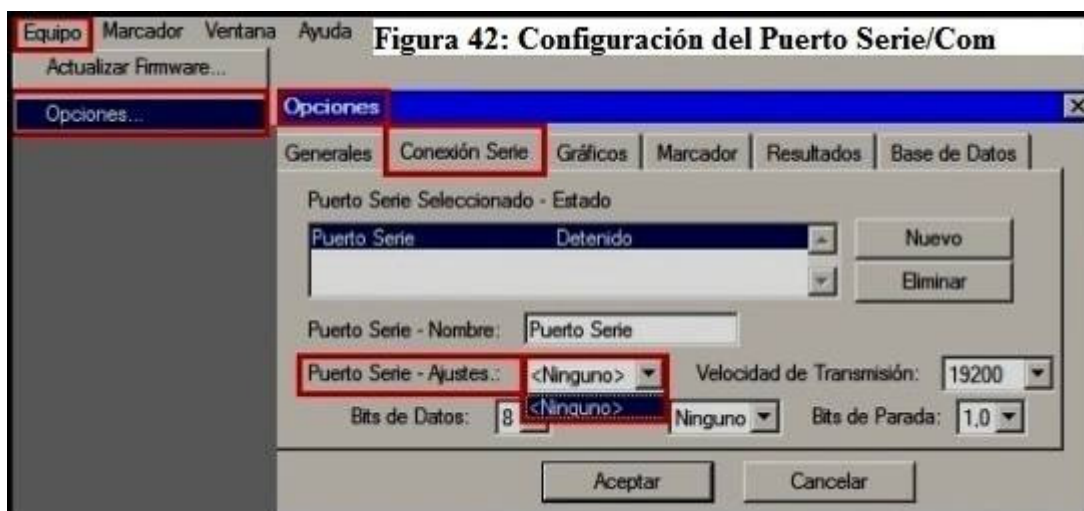 Equipo Marcador Ventana Ayuda
Figura 42: Configuración del Puerto Serie/Com
Actualizar Firmware...
Opciones...
Opciones
Generales Conexión Serie Gráficos Marcador Resultados Base de Datos
Puerto Serie Seleccionado - Estado
Puerto Serie Detenido
Nuevo
Eliminar
Puerto Serie - Nombre: Puerto Serie
Puerto Serie - Ajustes.: <Ninguno> Velocidad de Transmisión: 19200
<Ninguno>
Bits de Datos: 8 Ninguno Bits de Parada: 1,0
Aceptar Cancelar